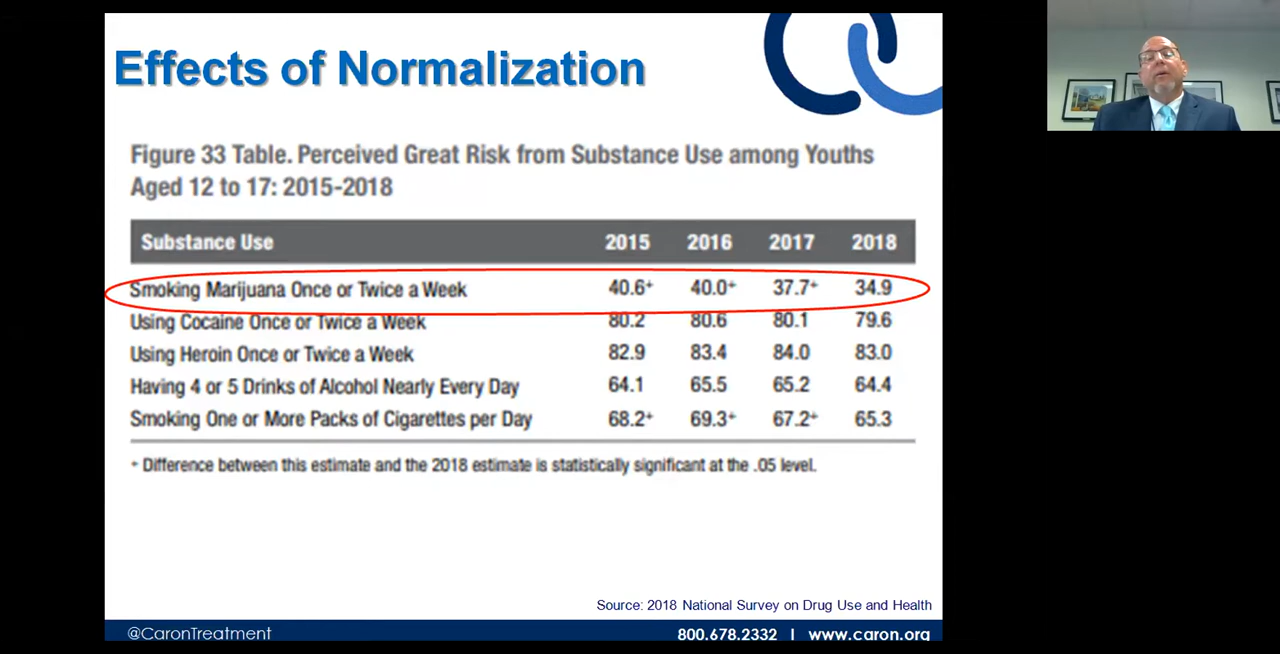 Effects of Normalization
Figure 33 Table. Perceived Great Risk from Substance Use among Youths
Aged 12 to 17: 2015-2018
Substance Use 2015 2016 2017 2018
Smoking Marijuana Once or Twice a Week 40.6+ 40.0+ 37.7+ 34.9
Using Cocaine Once or Twice a Week 80.2 80.6 80.1 79.6
Using Heroin Once or Twice a Week 82.9 83.4 84.0 83.0
Having 4 or 5 Drinks of Alcohol Nearly Every Day 64.1 65.5 65.2 64.4
Smoking One or More Packs of Cigarettes per Day 68.2+ 69.3+ 67.2+ 65.3
+ Difference between this estimate and the 2018 estimate is statistically significant at the .05 level.
Source: 2018 National Survey on Drug Use and Health
@CaronTreatment 800.678.2332 | www.caron.org